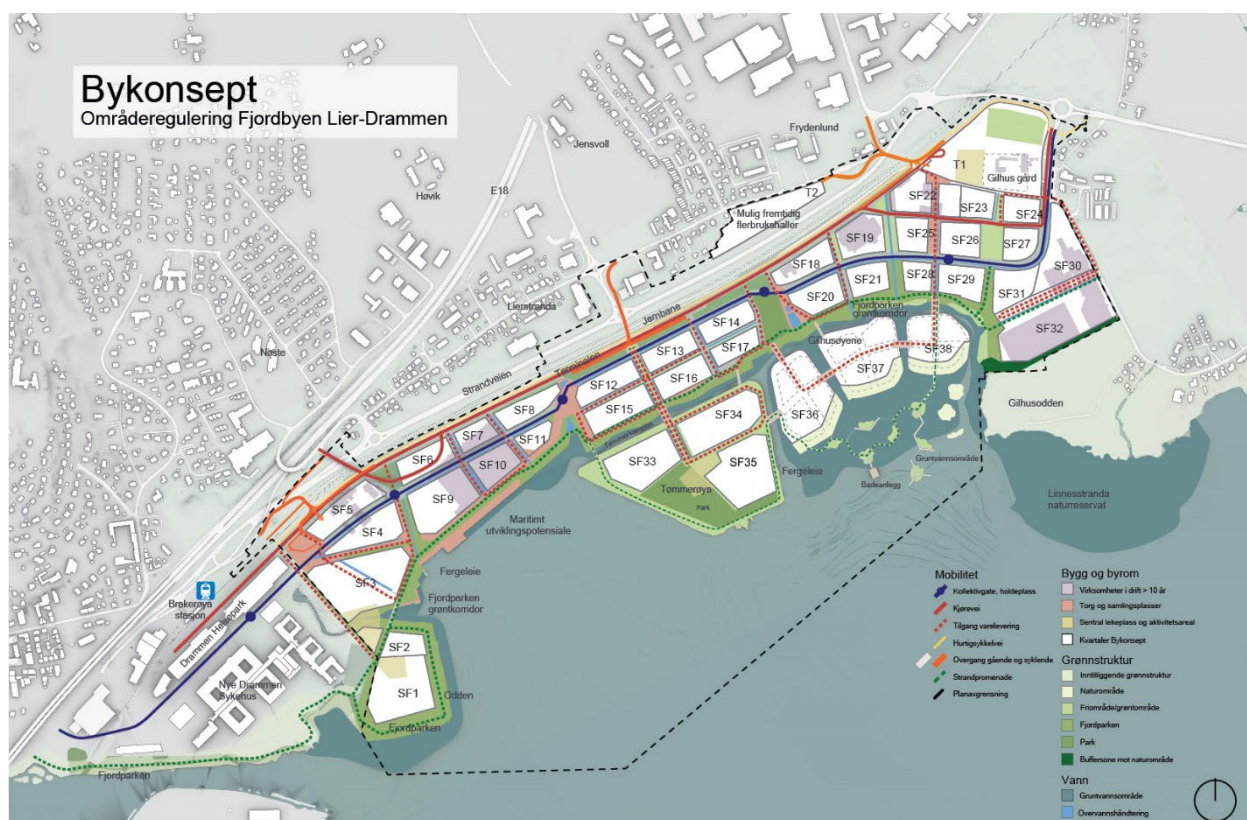 Bykonsept
Områderegulering Fjordbyen Lier-Drammen
Jensvoll
Frydenlund
E18
Høvik
T2
Mulig fremtidig
flerbrukshaller
T1
Gilhus gård
SF22
SF23
SF24
SF19
SF25
SF26
SF27
SF18
SF30
SF21
SF28
SF29
SF20
SF31
Lierstranda
Jernbane
Fjordparken
grøntkorridor
SF14
SF32
SF13
SF17
Gilhusøyene
SF38
Nøste
Strandveien
Terminalen
SF37
SF12
SF16
SF15
SF8
SF34
SF36
Gilhusodden
SF7
SF11
SF6
SF10
SF33
SF35
Fergeleie
Gruntvannsområde
Badeanlegg
SF9
Tømmerøya
Park
Linnesstranda
naturreservat
SF5
SF4
Maritimt
utviklingspotensiale
SF3
Fergeleie
Fjordparken
grøntkorridor
Brakerøya
stasjon
Drammen Helsepark
SF2
SF1
Nye Drammen
Sykehus
Odden
Fjordparken
Fjordparken
Mobilitet
Kollektivgate, holdeplass
Kjørevei
Tilgang varelevering
Hurtigsykkelvei
Overgang gående og syklende
Strandpromenade
Planavgrensning
Bygg og byrom
Virksomheter i drift > 10 år
Torg og samlingsplasser
Sentral lekeplass og aktivitetsareal
Kvartaler Bykonsept
Grønnstruktur
Inntilliggende grønnstruktur
Naturområde
Friområde/grøntområde
Fjordparken
Park
Buffersone mot naturområde
Vann
Gruntvannsområde
Overvannshåndtering